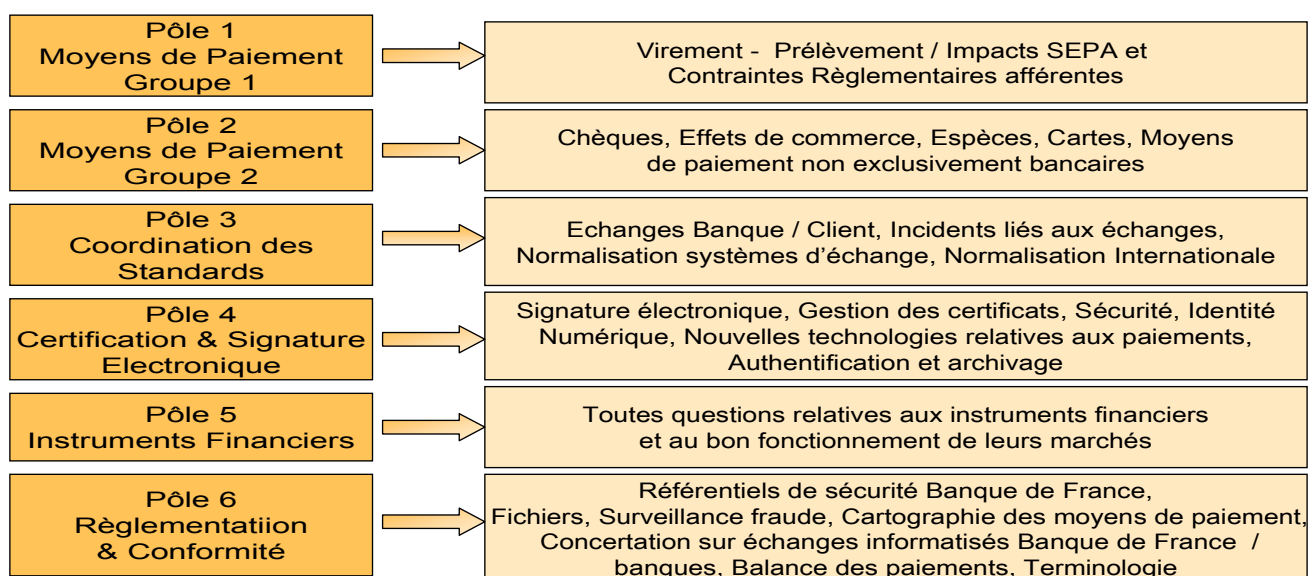 Pôle 1
Moyens de Paiement
Groupe 1
Virement - Prélèvement / Impacts SEPA et
Contraintes Règlementaires afférentes
Pôle 2
Moyens de Paiement
Groupe 2
Chèques, Effets de commerce, Espèces, Cartes, Moyens
de paiement non exclusivement bancaires
Pôle 3
Coordination des
Standards
Echanges Banque / Client, Incidents liés aux échanges,
Normalisation systèmes d'échange, Normalisation Internationale
Pôle 4
Certification & Signature
Electronique
Signature électronique, Gestion des certificats, Sécurité, Identité
Numérique, Nouvelles technologies relatives aux paiements,
Authentification et archivage
Pôle 5
Instruments Financiers
Toutes questions relatives aux instruments financiers
et au bon fonctionnement de leurs marchés
Pôle 6
Règlementatiion
& Conformité
Référentiels de sécurité Banque de France,
Fichiers, Surveillance fraude, Cartographie des moyens de paiement,
Concertation sur échanges informatisés Banque de France /
banques, Balance des paiements, Terminologie